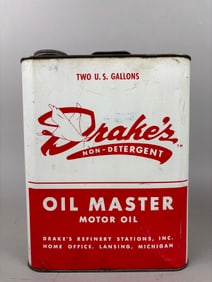 TWO U.S. GALLONS
Drake's
NON-DETERGENT
OIL MASTER
MOTOR OIL
DRAKE'S REFINERY STATIONS, INC.
HOME OFFICE, LANSING, MICHIGAN